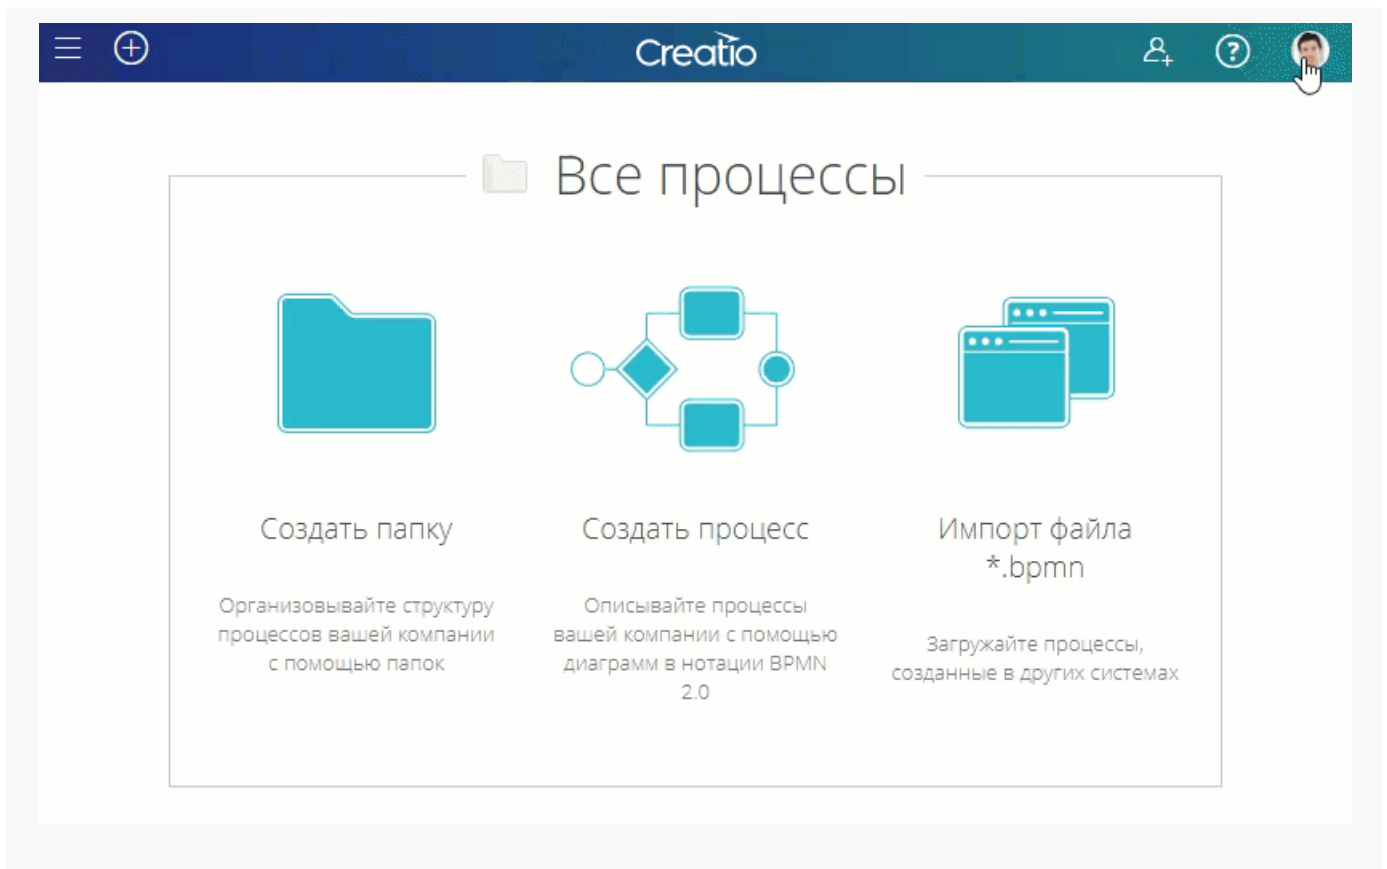 Creatio
?
Все процессы
Создать папку
Организовывайте структуру
процессов вашей компании
с помощью папок
Создать процесс
Описывайте процессы
вашей компании с помощью
диаграмм в нотации BPMN
2.0
Импорт файла
*.bpmn
Загружайте процессы,
созданные в других системах